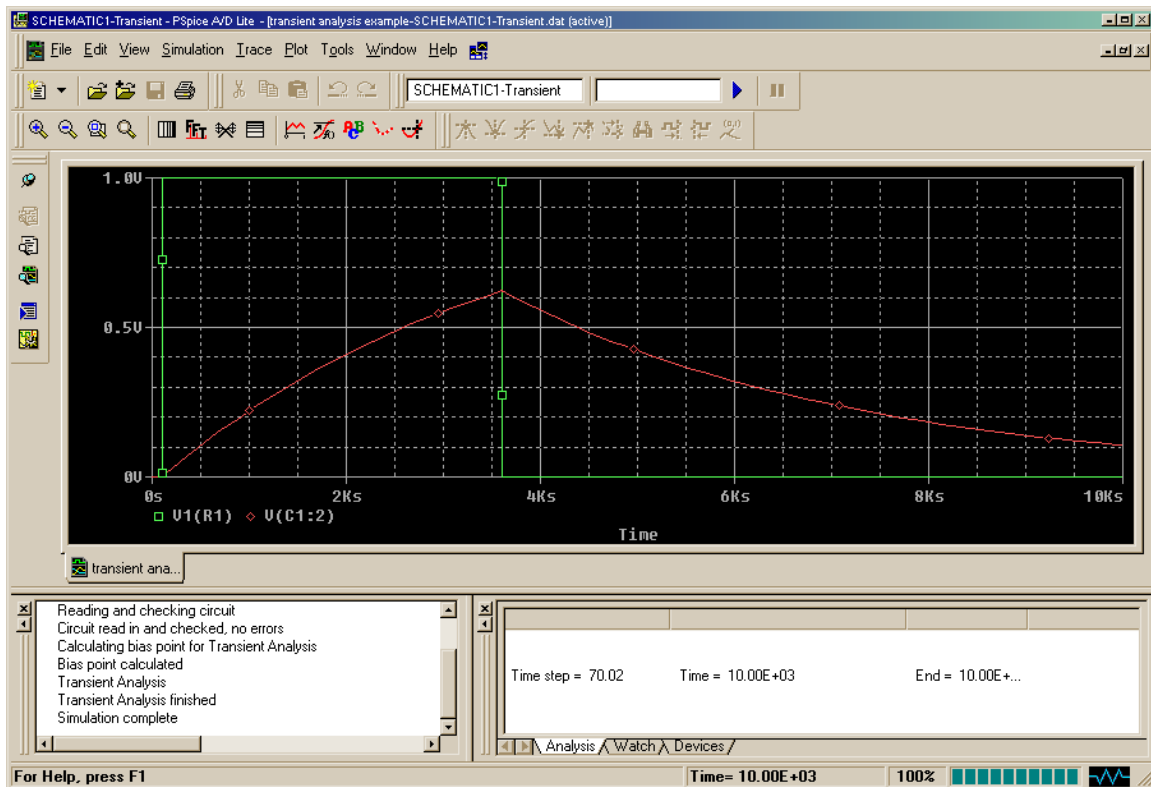 SCHEMATIC1-Transient - PSpice A/D Lite - [transient analysis example-SCHEMATIC1-Transient.dat (active)]
File Edit View Simulation Trace Plot Tools Window Help
SCHEMATIC1-Transient
FFT
ABC
1.0V
0.5V
0V
0s 2Ks 4Ks 6Ks 8Ks 10Ks
V1(R1) V(C1:2)
Time
transient ana...
Reading and checking circuit
Circuit read in and checked, no errors
Calculating bias point for Transient Analysis
Bias point calculated
Transient Analysis
Transient Analysis finished
Simulation complete
Time step = 70.02 Time = 10.00E+03 End = 10.00E+...
Analysis Watch Devices
For Help, press F1 Time= 10.00E+03 100%